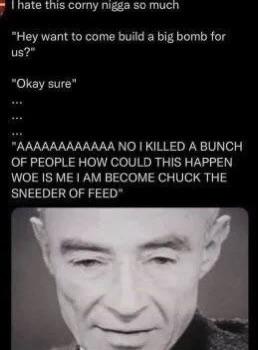 I hate this corny nigga so much
"Hey want to come build a big bomb for
us?"
"Okay sure"
...
...
...
"AAAAAAAAAAAA NO I KILLED A BUNCH
OF PEOPLE HOW COULD THIS HAPPEN
WOE IS ME I AM BECOME CHUCK THE
SNEEDER OF FEED"